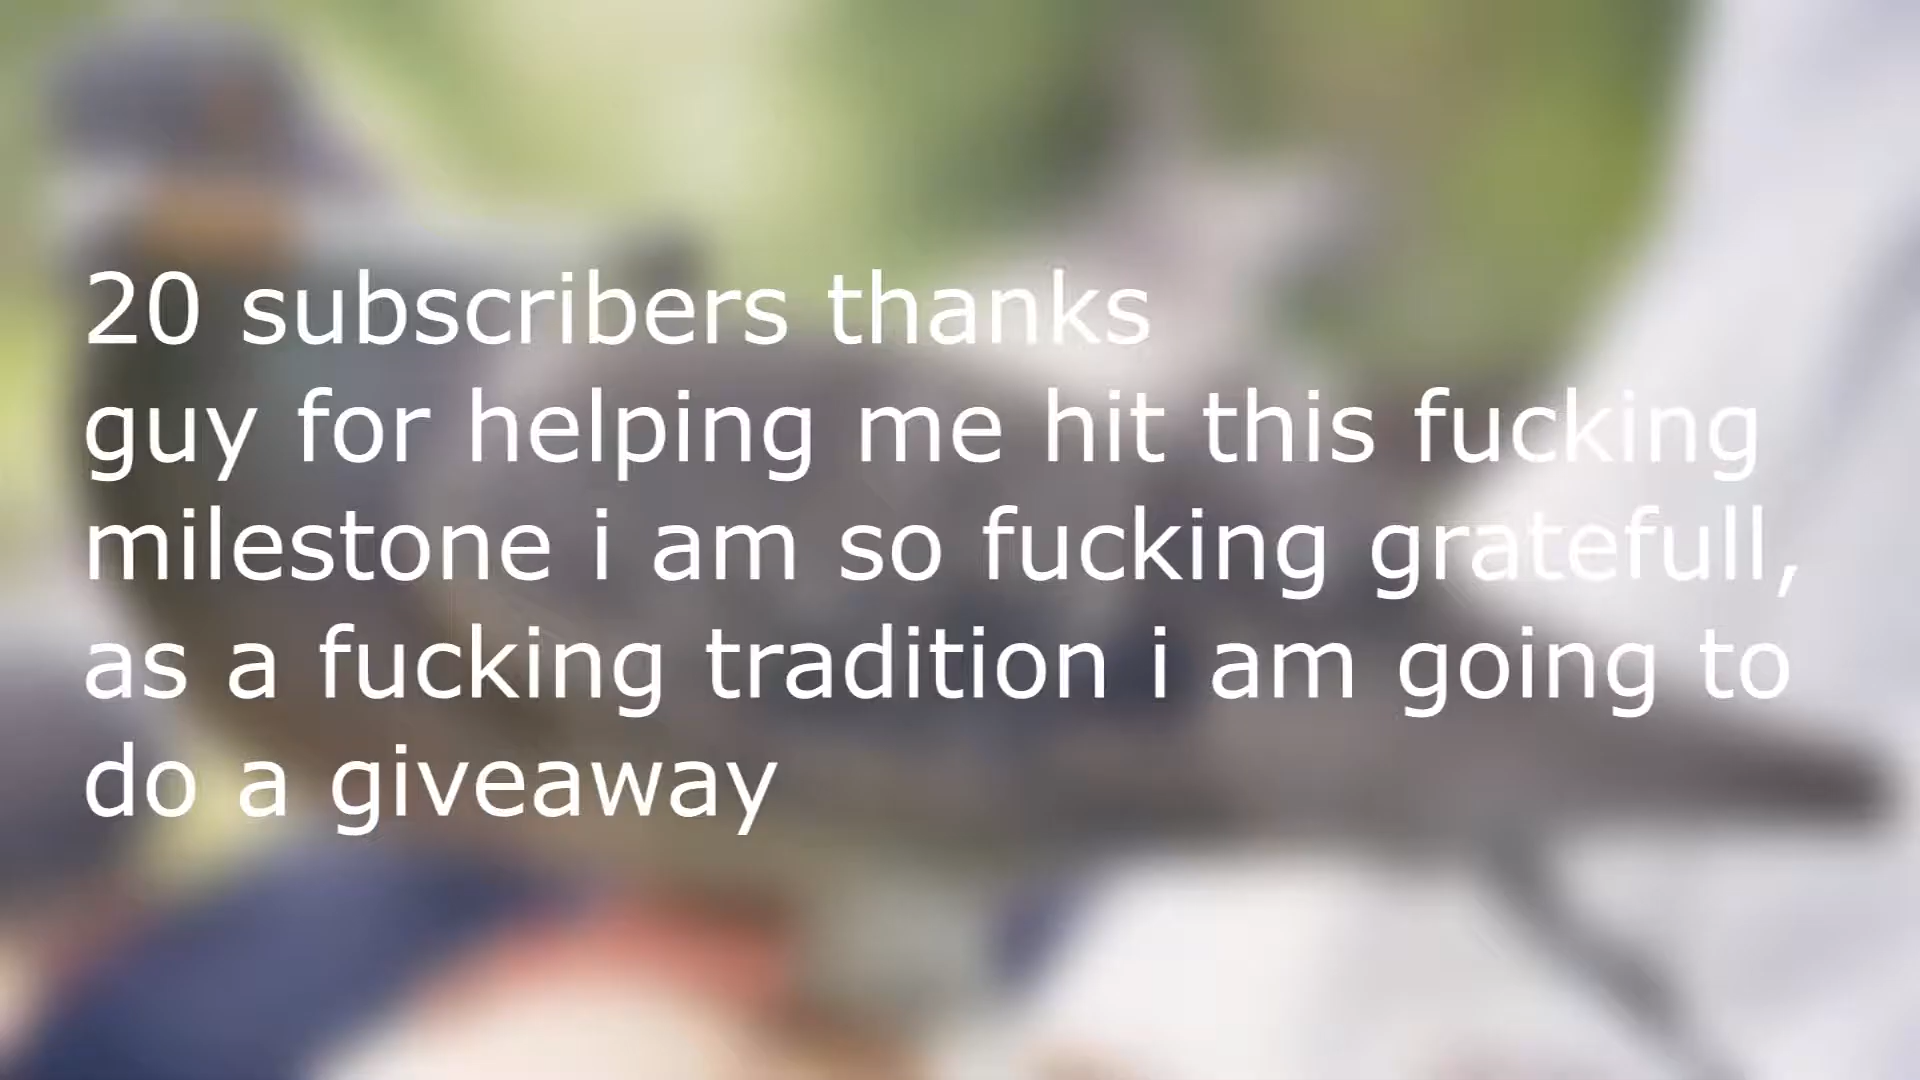 20 subscribers thanks
guy for helping me hit this fucking
milestone i am so fucking gratefull,
as a fucking tradition i am going to
do a giveaway